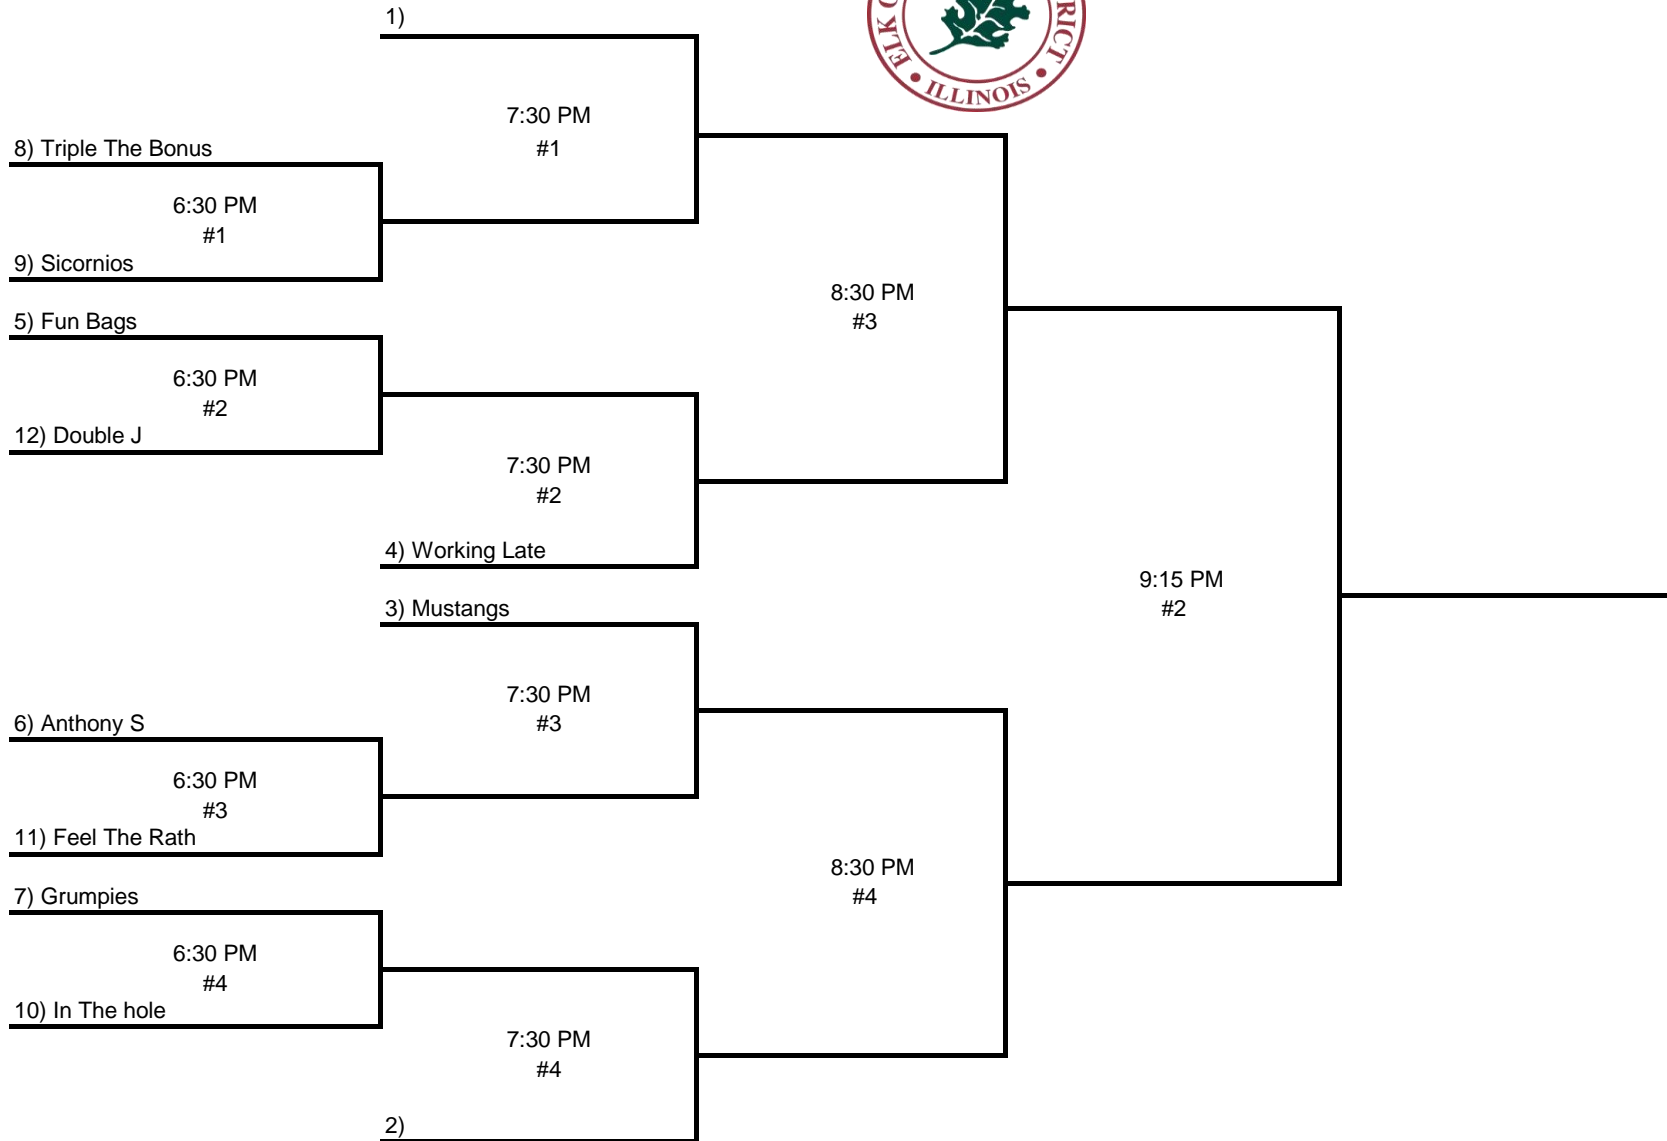 1)
ELK
RICT • ILLINOIS
7:30 PM
#1
8) Triple The Bonus
6:30 PM
#1
9) Sicornios
8:30 PM
#3
5) Fun Bags
6:30 PM
#2
12) Double J
7:30 PM
#2
4) Working Late
9:15 PM
#2
3) Mustangs
7:30 PM
#3
6) Anthony S
6:30 PM
#3
11) Feel The Rath
8:30 PM
#4
7) Grumpies
6:30 PM
#4
10) In The hole
7:30 PM
#4
2)